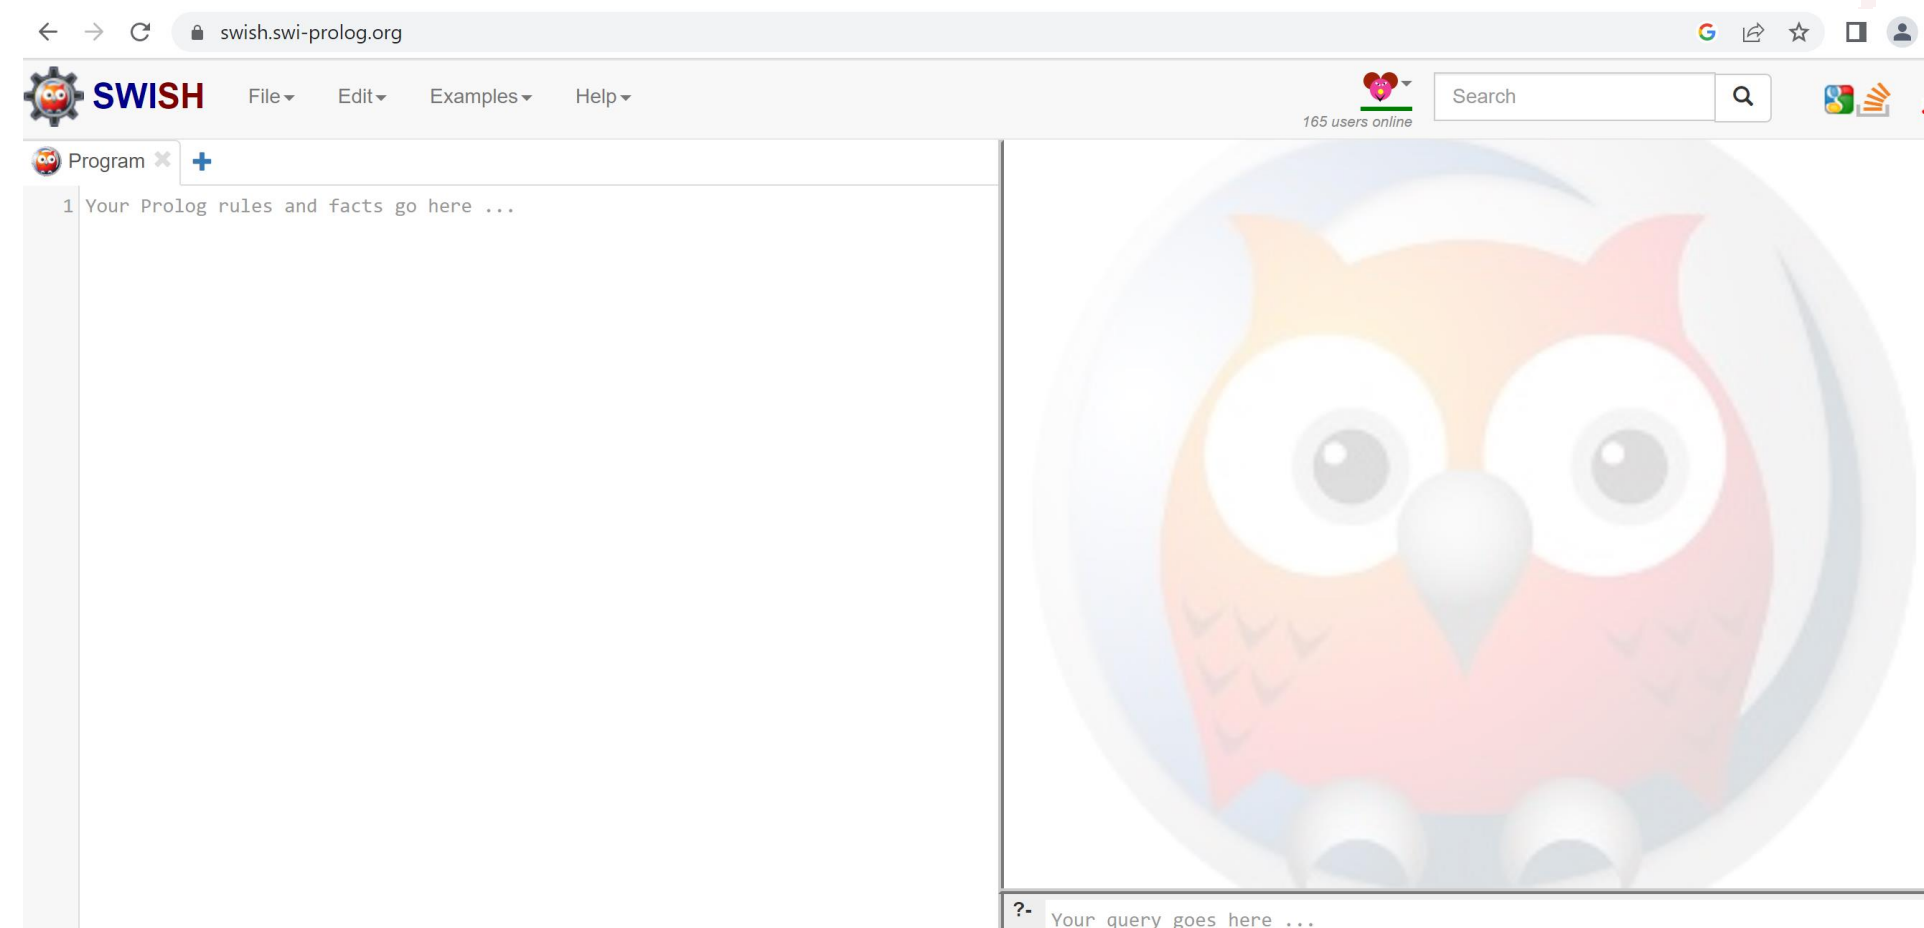 swish.swi-prolog.org
SWISH File Edit Examples Help 165 users online Search
Program
1 Your Prolog rules and facts go here ...
?- Your query goes here ...